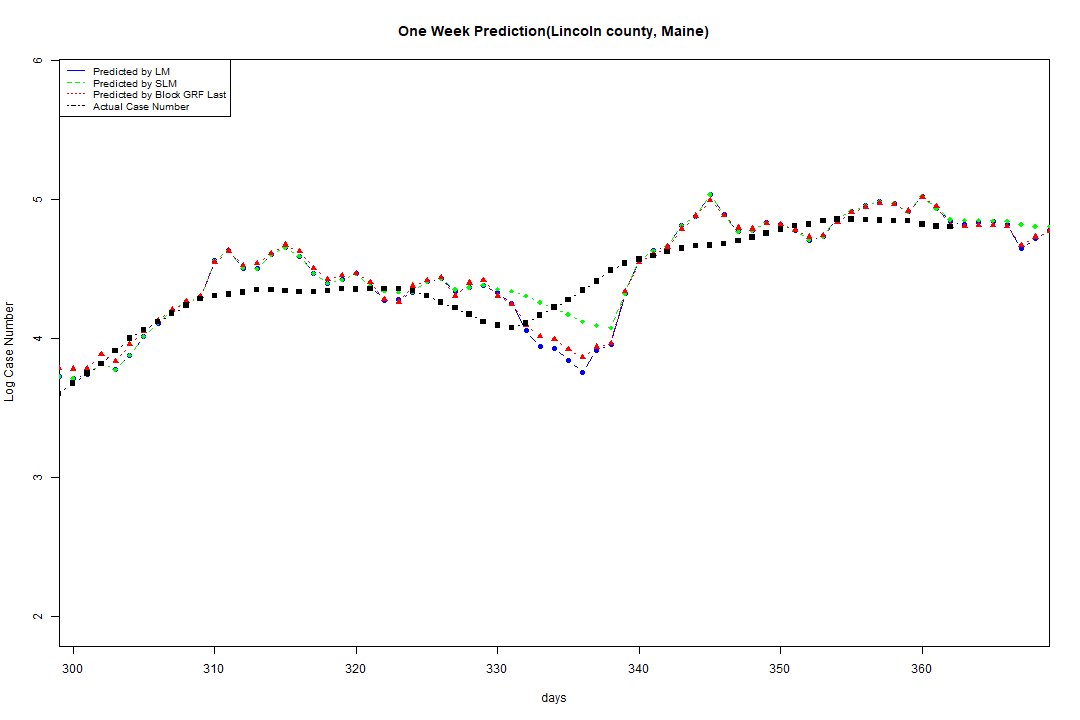 One Week Prediction(Lincoln county, Maine)
Predicted by LM
Predicted by SLM
Predicted by Block GRF Last
Actual Case Number
6
5
4
3
2
Log Case Number
300 310 320 330 340 350 360
days